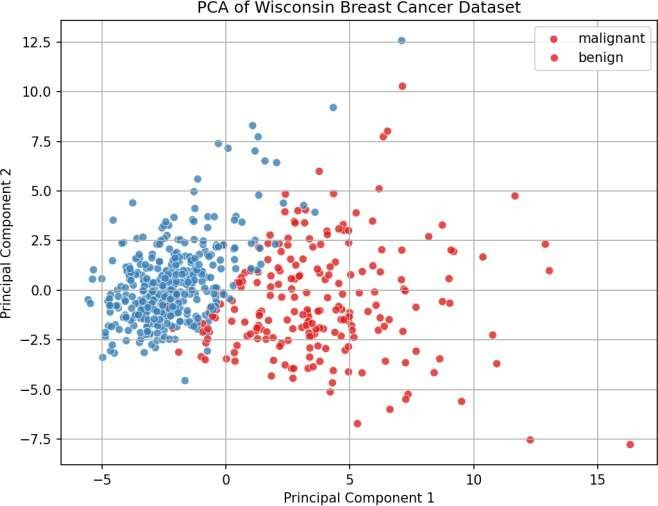 PCA of Wisconsin Breast Cancer Dataset
malignant
benign
12.5
10.0
7.5
5.0
2.5
0.0
−2.5
−5.0
−7.5
Principal Component 2
−5
0
5
10
15
Principal Component 1